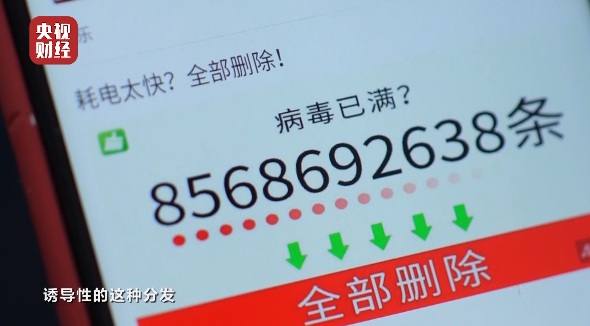 央视
财经
乐
耗电太快？全部删除！
病毒已满？
8568692638条
全部删除
诱导性的这种分发